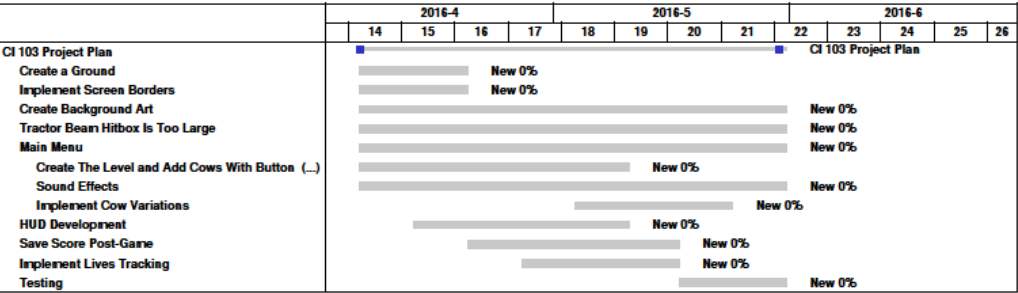 2016-4 2016-5 2016-6
14 15 16 17 18 19 20 21 22 23 24 25 26
CI 103 Project Plan CI 103 Project Plan
Create a Ground New 0%
Implement Screen Borders New 0%
Create Background Art New 0%
Tractor Beam Hitbox Is Too Large New 0%
Main Menu New 0%
Create The Level and Add Cows With Button (...) New 0%
Sound Effects New 0%
Implement Cow Variations New 0%
HUD Development New 0%
Save Score Post-Game New 0%
Implement Lives Tracking New 0%
Testing New 0%